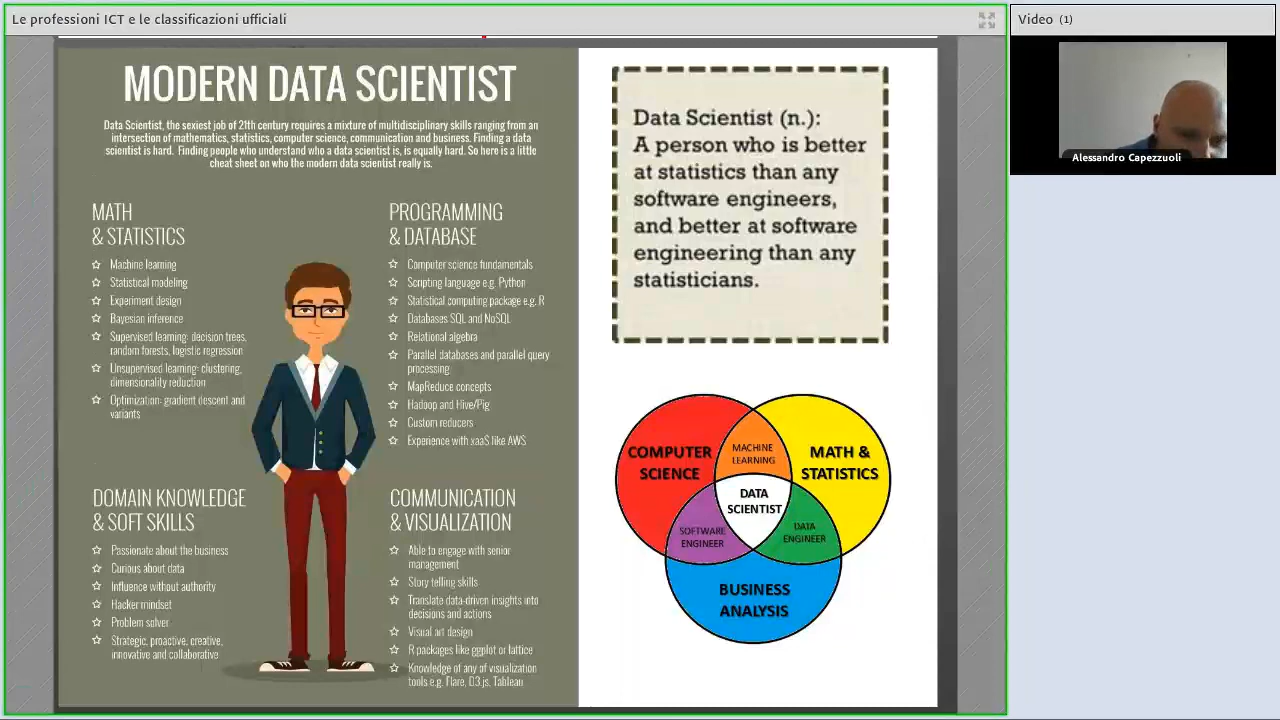 Le professioni ICT e le classificazioni ufficiali
Video (1)
Alessandro Capezzuoli
MODERN DATA SCIENTIST
Data Scientist, the sexiest job of 21th century requires a mixture of multidisciplinary skills ranging from an
intersection of mathematics, statistics, computer science, communication and business. Finding a data
scientist is hard. Finding people who understand who a data scientist is, is equally hard. So here is a little
cheat sheet on who the modern data scientist really is.
MATH
& STATISTICS
Machine learning
Statistical modeling
Experiment design
Bayesian inference
Supervised learning: decision trees,
random forests, logistic regression
Unsupervised learning: clustering,
dimensionality reduction
Optimization: gradient descent and
variants
PROGRAMMING
& DATABASE
Computer science fundamentals
Scripting language e.g. Python
Statistical computing package e.g. R
Databases SQL and NoSQL
Relational algebra
Parallel databases and parallel query
processing
MapReduce concepts
Hadoop and Hive/Pig
Custom reducers
Experience with xaaS like AWS
DOMAIN KNOWLEDGE
& SOFT SKILLS
Passionate about the business
Curious about data
Influence without authority
Hacker mindset
Problem solver
Strategic, proactive, creative,
innovative and collaborative
COMMUNICATION
& VISUALIZATION
Able to engage with senior
management
Story telling skills
Translate data-driven insights into
decisions and actions
Visual art design
R packages like ggplot or lattice
Knowledge of any of visualization
tools e.g. Flare, D3.js, Tableau
Data Scientist (n.):
A person who is better
at statistics than any
software engineers,
and better at software
engineering than any
statisticians.
COMPUTER
SCIENCE
MACHINE
LEARNING
MATH &
STATISTICS
DATA
SCIENTIST
SOFTWARE
ENGINEER
DATA
ENGINEER
BUSINESS
ANALYSIS